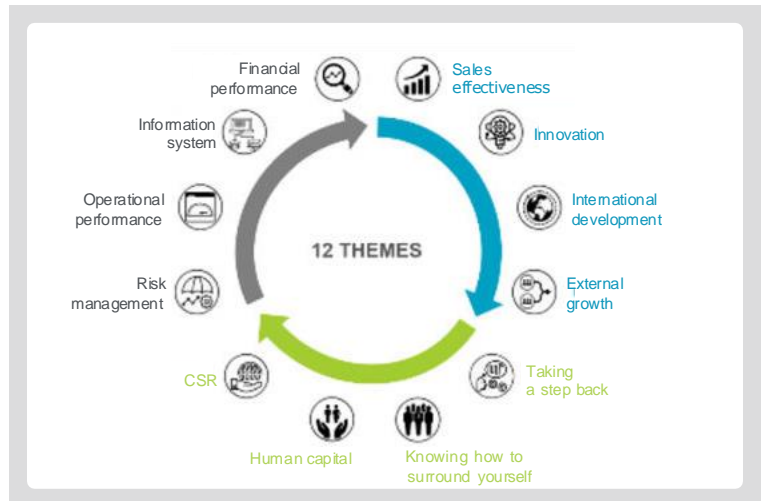 Financial
performance
Sales
effectiveness
Information
system
Innovation
Operational
performance
International
development
12 THEMES
Risk
management
External
growth
CSR
Taking
a step back
Human capital
Knowing how to
surround yourself